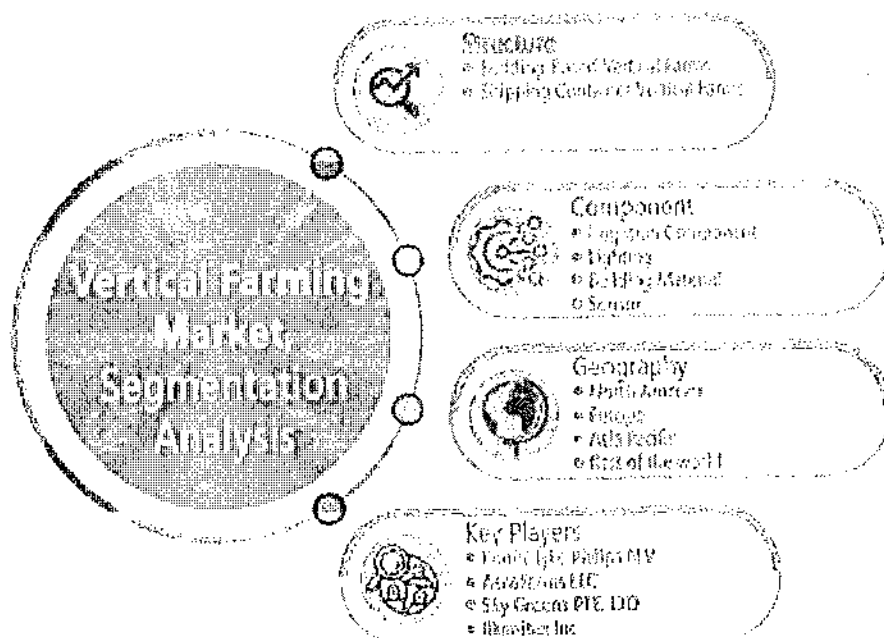 Vertical Farming
Market
Segmentation
Analysis
Structure
Building Based Vertical Farms
Shipping Container Vertical Farms
Component
Irrigation Component
Lighting
Building Material
Sensor
Geography
North America
Europe
Asia Pacific
Rest of the world
Key Players
Philips N.V
Aerofarms LLC
Sky Greens PTE. LTD
Inc